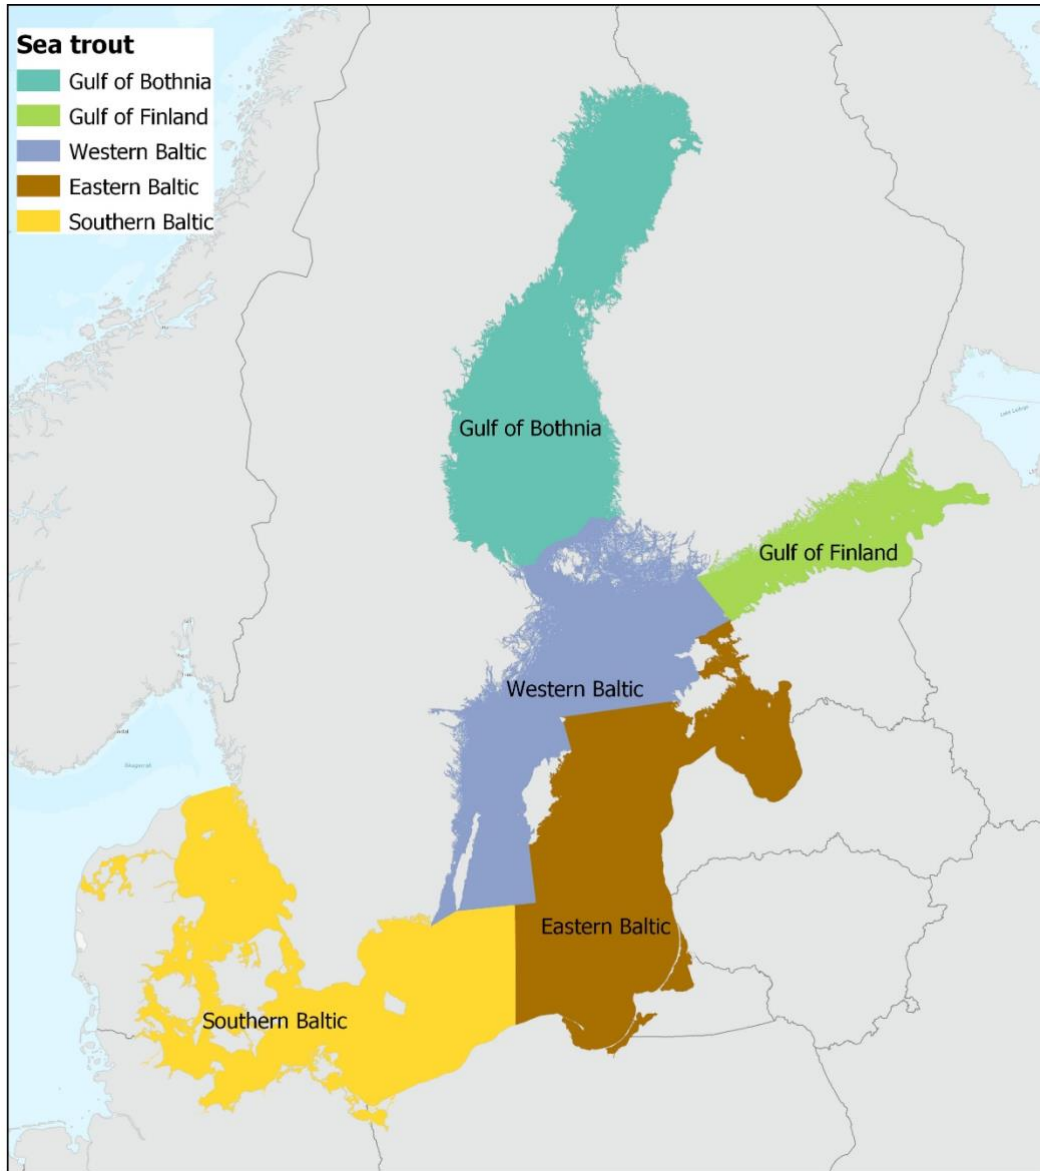 Sea trout
Gulf of Bothnia
Gulf of Finland
Western Baltic
Eastern Baltic
Southern Baltic
Gulf of Bothnia
Gulf of Finland
Western Baltic
Eastern Baltic
Southern Baltic